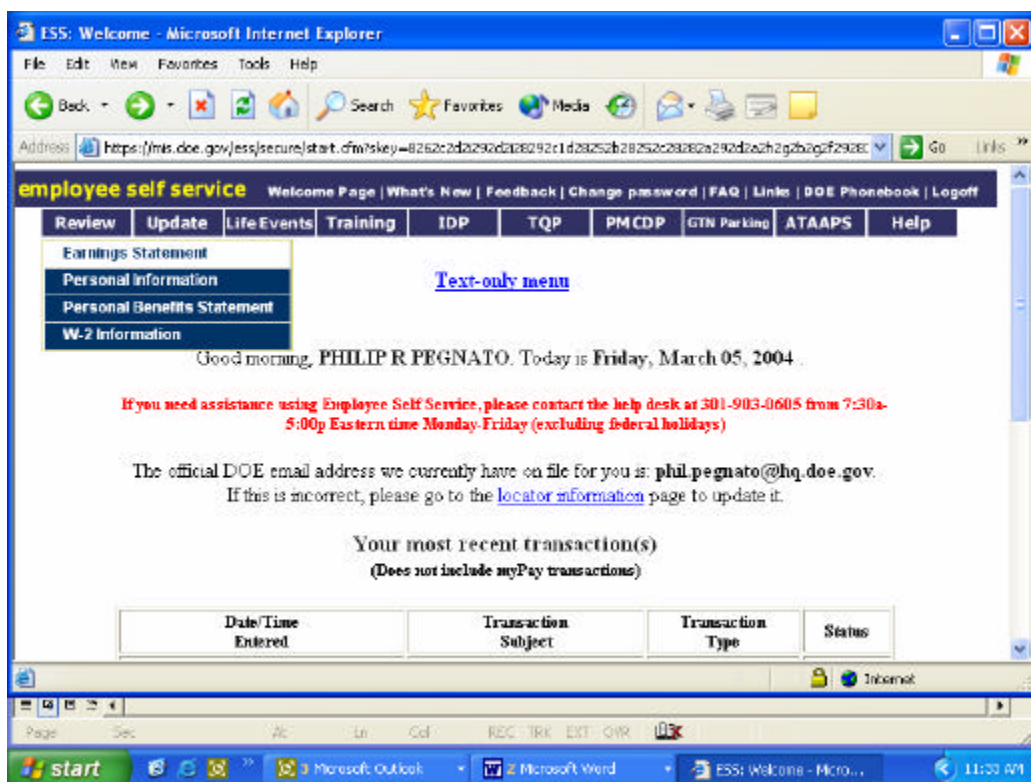 ESS: Welcome - Microsoft Internet Explorer
File Edit View Favorites Tools Help
Back Search Favorites Media
Address https://mis.doe.gov/ess/secure/start.cfm?skey= Go Links »
employee self service Welcome Page | What's New | Feedback | Change password | FAQ | Links | DOE Phonebook | Logoff
Review Update Life Events Training IDP TQP PMCDP GTN Parking ATAAPS Help
Earnings Statement
Personal Information
Personal Benefits Statement
W-2 Information
Text-only menu
Good morning, PHILIP R PEGNATO. Today is Friday, March 05, 2004 .
If you need assistance using Employee Self Service, please contact the help desk at 301-903-0605 from 7:30a-
5:00p Eastern time Monday-Friday (excluding federal holidays)
The official DOE email address we currently have on file for you is: phil.pegnato@hq.doe.gov.
If this is incorrect, please go to the locator information page to update it.
Your most recent transaction(s)
(Does not include myPay transactions)
Date/Time Entered
Transaction Subject
Transaction Type
Status
Internet
Page Sec At Ln Col REC TRK EXT OVR
start » 3 Microsoft Outlook 2 Microsoft Word ESS: Welcome - Micro... 11:33 AM